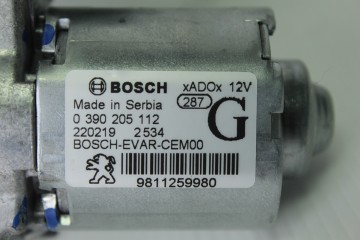 BOSCH xADOx 12V
Made in Serbia 287
0 390 205 112 G
220219 2534
BOSCH-EVAR-CEM00
9811259980